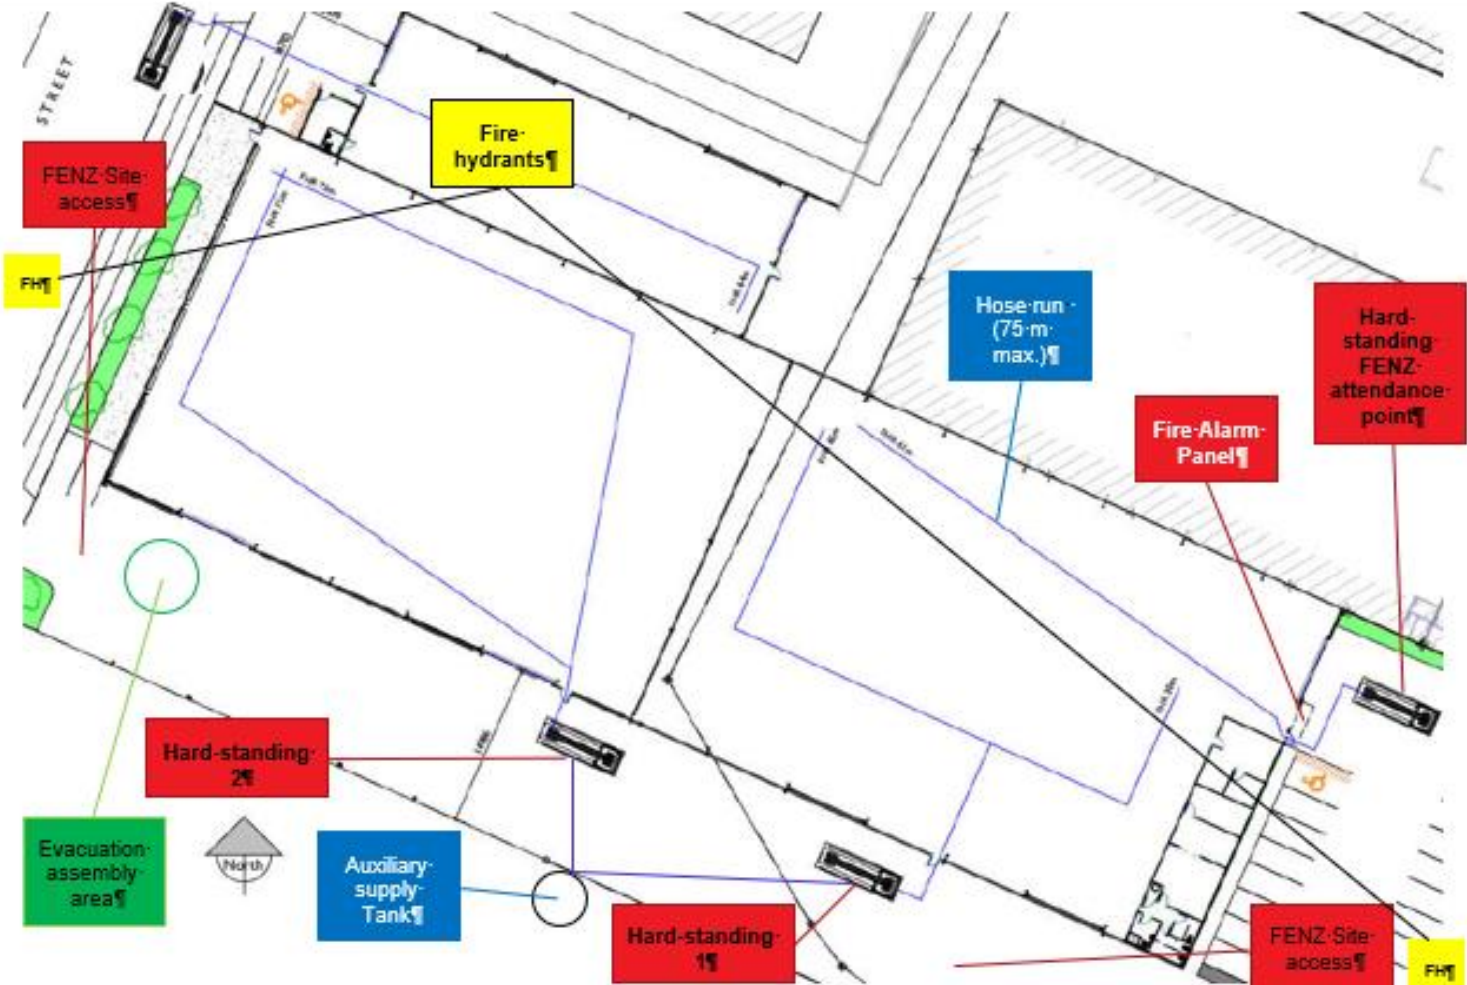 STREET
Fire·
hydrants¶
FENZ·Site·
access¶
FH¶
Hose·run·
(75·m·
max.)¶
Hard-
standing·
FENZ·
attendance·
point¶
Fire·Alarm·
Panel¶
Hard-standing·
2¶
Evacuation·
assembly·
area¶
North
Auxiliary·
supply·
Tank¶
Hard-standing·
1¶
FENZ·Site·
access¶
FH¶